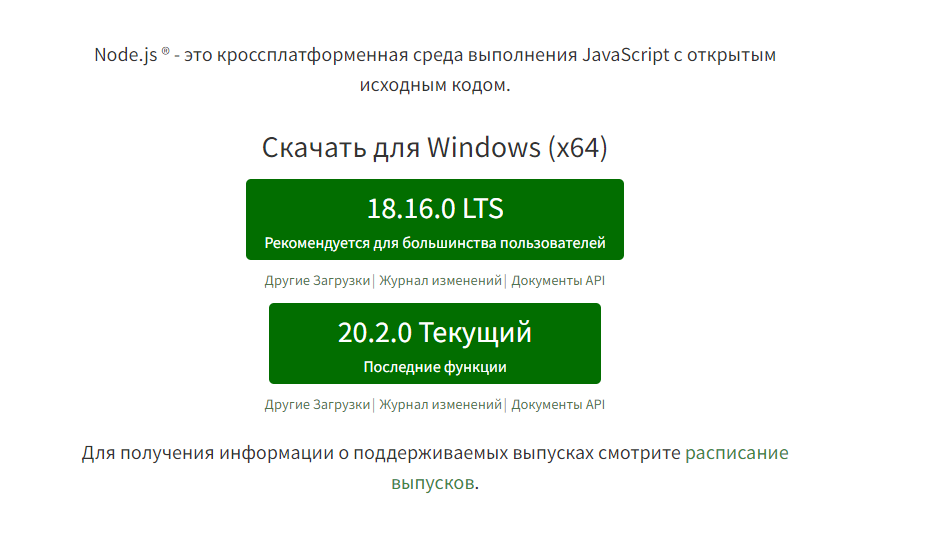 Node.js ® - это кроссплатформенная среда выполнения JavaScript с открытым
исходным кодом.
Скачать для Windows (x64)
18.16.0 LTS
Рекомендуется для большинства пользователей
Другие Загрузки| Журнал изменений| Документы API
20.2.0 Текущий
Последние функции
Другие Загрузки| Журнал изменений| Документы API
Для получения информации о поддерживаемых выпусках смотрите расписание
выпусков.